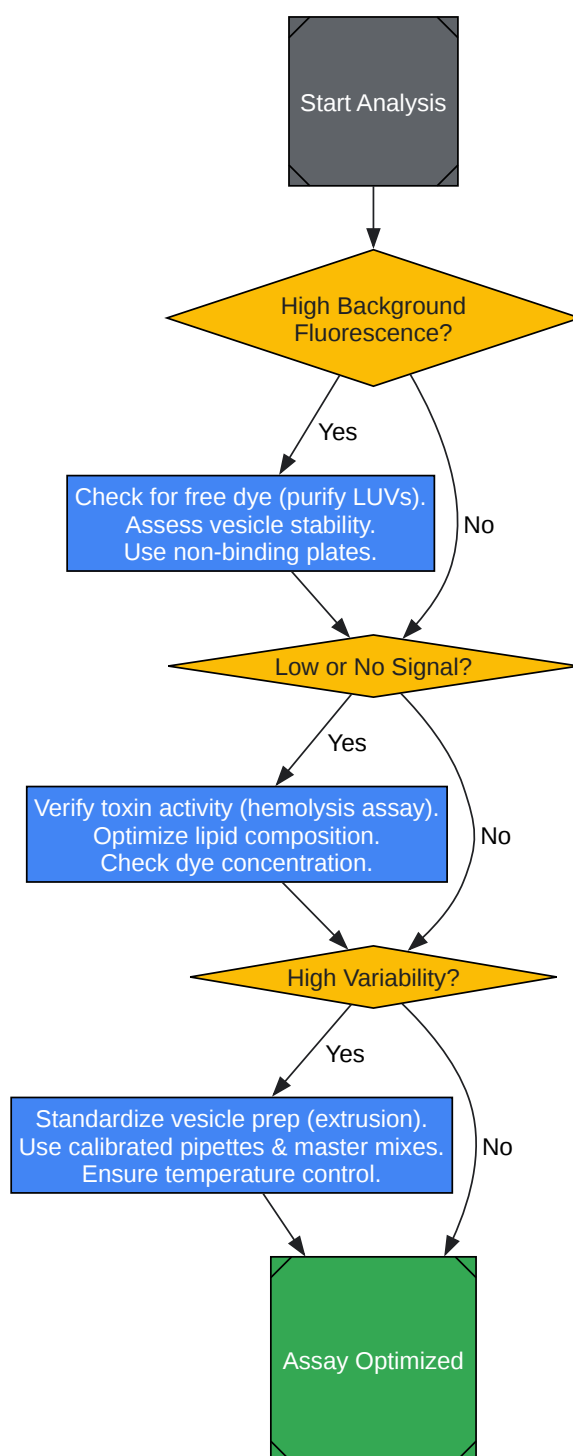 Start Analysis
High Background
Fluorescence?
Yes
Check for free dye (purify LUVs).
Assess vesicle stability.
Use non-binding plates.
No
Low or No Signal?
Yes
Verify toxin activity (hemolysis assay).
Optimize lipid composition.
Check dye concentration.
No
High Variability?
Yes
Standardize vesicle prep (extrusion).
Use calibrated pipettes & master mixes.
Ensure temperature control.
No
Assay Optimized